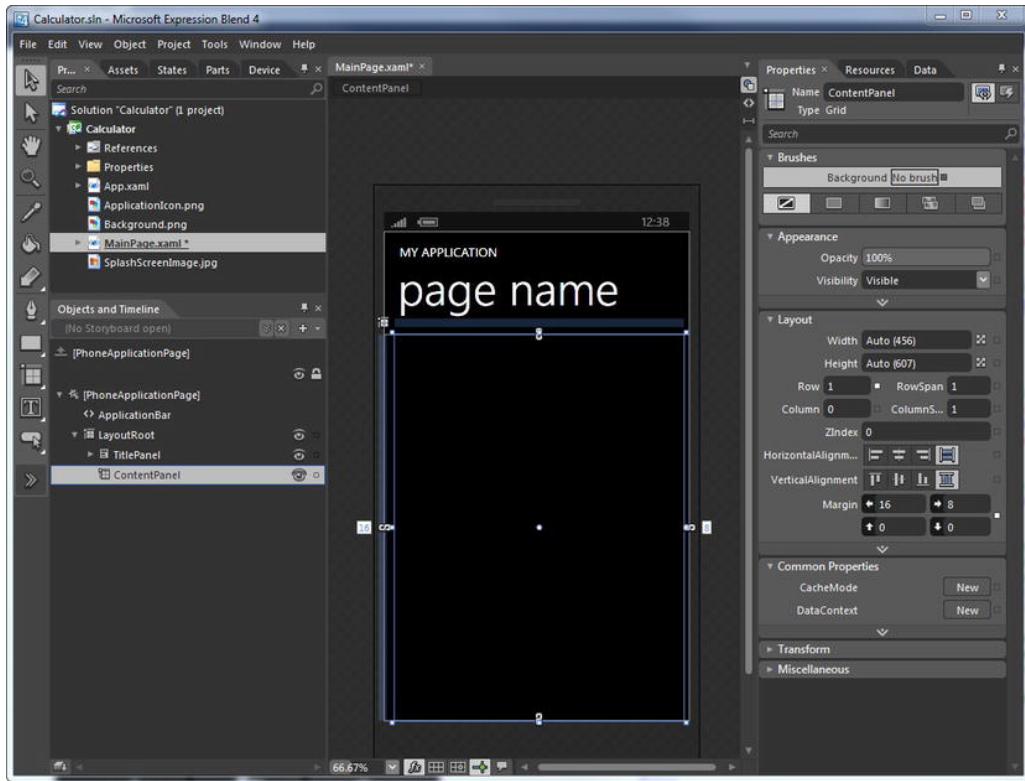 Calculator.sln - Microsoft Expression Blend 4
File Edit View Object Project Tools Window Help
Pr... × Assets States Parts Device
Search
Solution "Calculator" (1 project)
Calculator
References
Properties
App.xaml
ApplicationIcon.png
Background.png
MainPage.xaml *
SplashScreenImage.jpg
Objects and Timeline
(No Storyboard open)
[PhoneApplicationPage]
[PhoneApplicationPage]
ApplicationBar
LayoutRoot
TitlePanel
ContentPanel
MainPage.xaml* ×
ContentPanel
12:38
MY APPLICATION
page name
16
8
66.67%
Properties × Resources Data
Name ContentPanel
Type Grid
Search
Brushes
Background No brush
Appearance
Opacity 100%
Visibility Visible
Layout
Width Auto (456)
Height Auto (607)
Row 1 RowSpan 1
Column 0 ColumnS... 1
ZIndex 0
HorizontalAlignm...
VerticalAlignment
Margin 16 8
0 0
Common Properties
CacheMode New
DataContext New
Transform
Miscellaneous